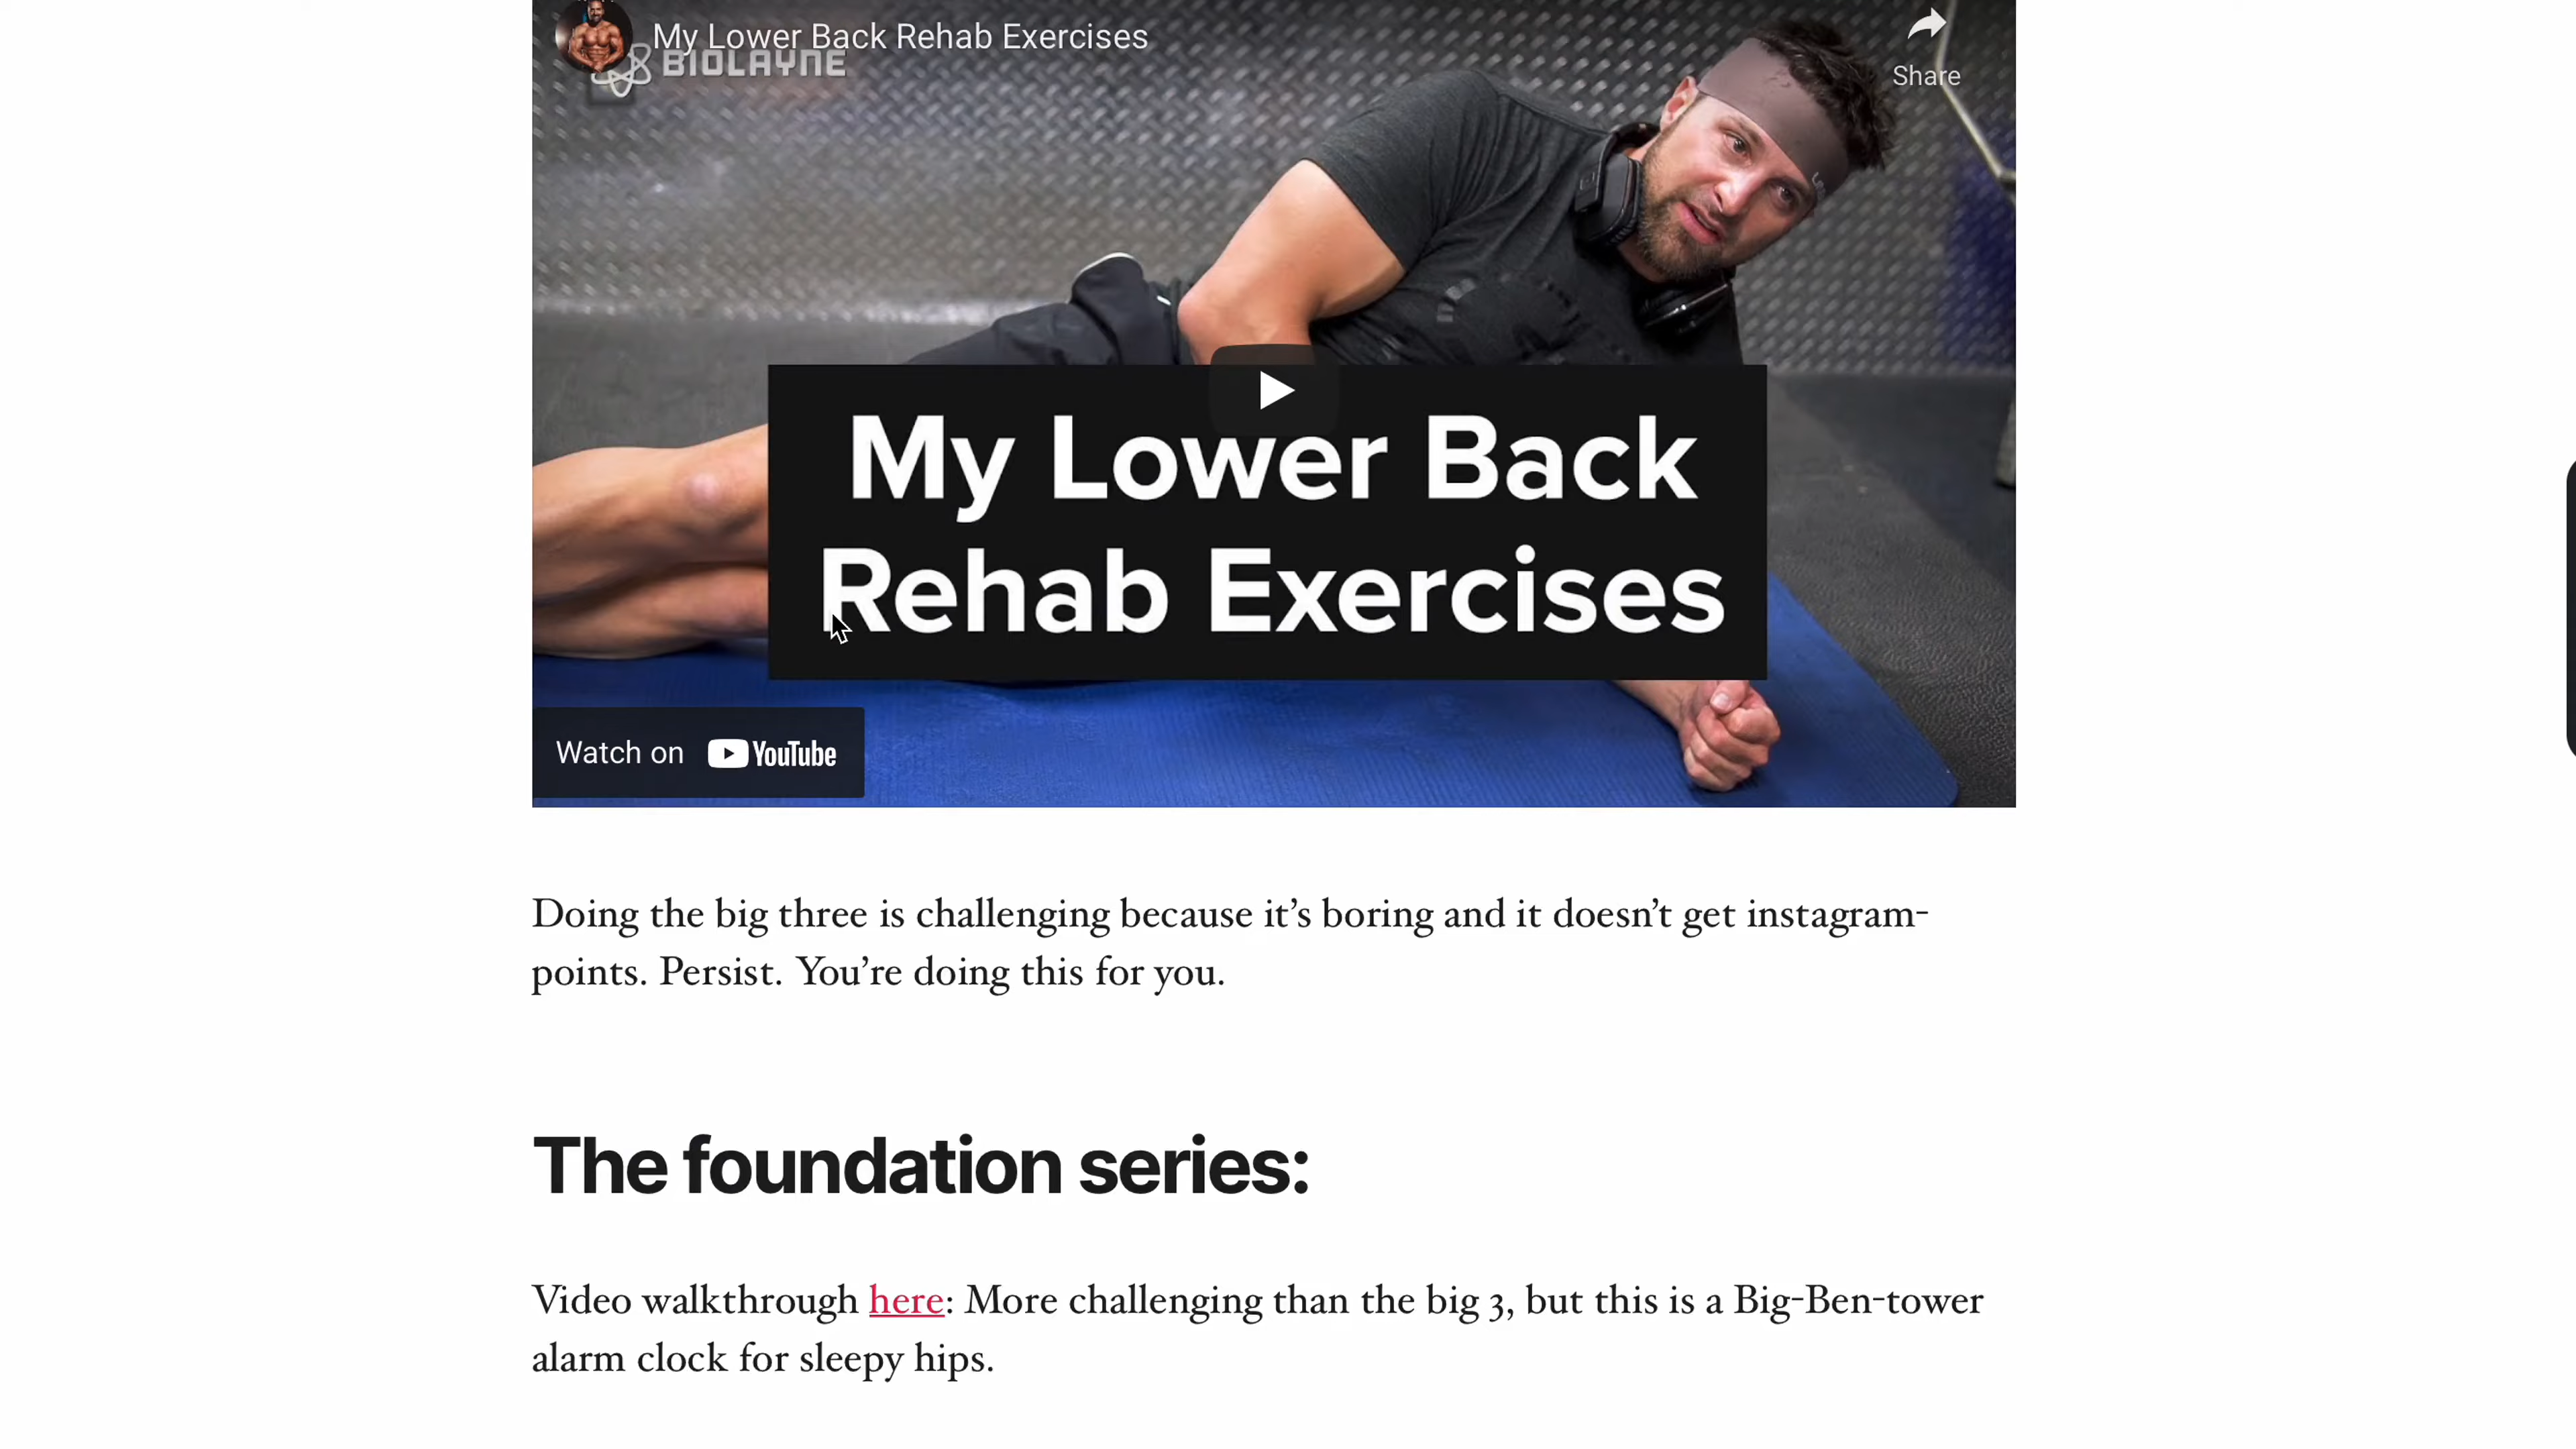 My Lower Back Rehab Exercises
BIOLAYNE
Share
My Lower Back
Rehab Exercises
Watch on YouTube
Doing the big three is challenging because it’s boring and it doesn’t get instagram-
points. Persist. You’re doing this for you.
The foundation series:
Video walkthrough here: More challenging than the big 3, but this is a Big-Ben-tower
alarm clock for sleepy hips.